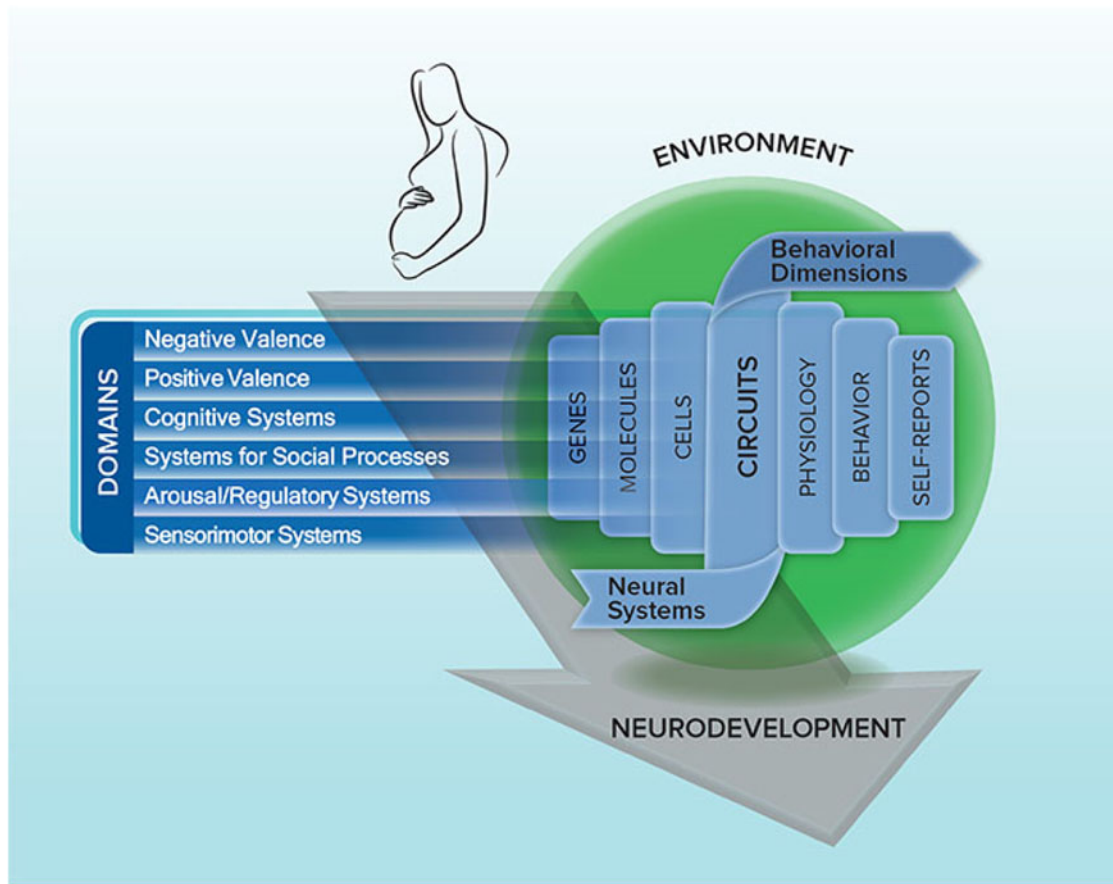 ENVIRONMENT
Behavioral
Dimensions
DOMAINS
Negative Valence
Positive Valence
Cognitive Systems
Systems for Social Processes
Arousal/Regulatory Systems
Sensorimotor Systems
GENES
MOLECULES
CELLS
CIRCUITS
PHYSIOLOGY
BEHAVIOR
SELF-REPORTS
Neural
Systems
NEURODEVELOPMENT